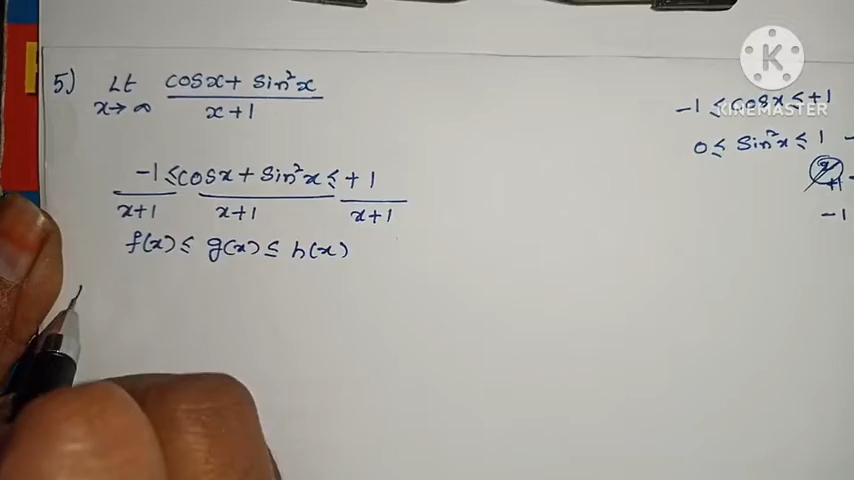 5) Lt x→∞ cosx + sin²x / x+1
-1 ≤ cosx + sin²x ≤ +1
x+1 x+1 x+1
f(x) ≤ g(x) ≤ h(x)
K
KINEMASTER
-1 ≤ cosx ≤ +1
0 ≤ sin²x ≤ 1 -
+1
-1